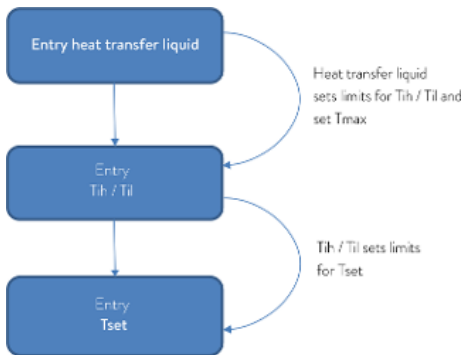 Entry heat transfer liquid
Heat transfer liquid
sets limits for Tih / Til and
set Tmax
Entry
Tih / Til
Tih / Til sets limits
for Tset
Entry
Tset